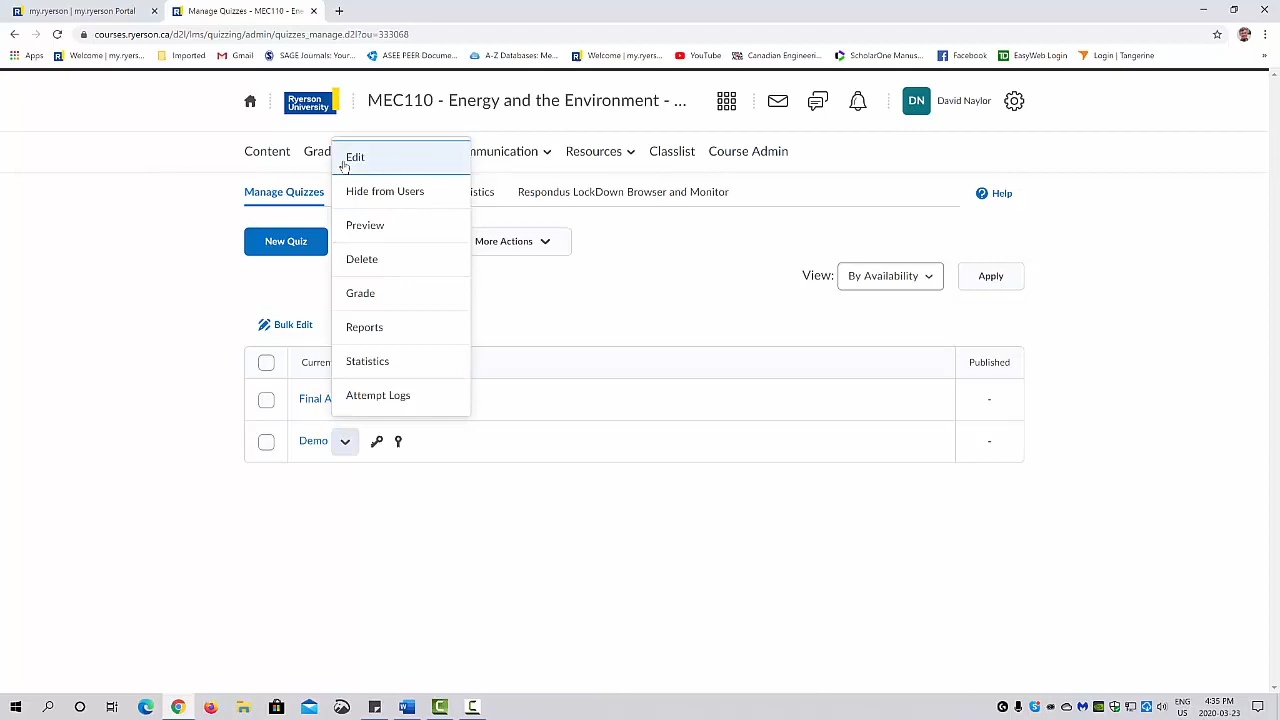 my.ryerson | my.ryerson Portal
Manage Quizzes - MEC110 - Ene
courses.ryerson.ca/d2l/lms/quizzing/admin/quizzes_manage.d2l?ou=333068
Apps
Welcome | my.ryers...
Imported
Gmail
SAGE Journals: Your...
ASEE PEER Docume...
A-Z Databases: Me...
Welcome | my.ryers...
YouTube
Canadian Engineeri...
ScholarOne Manus...
Facebook
EasyWeb Login
Login | Tangerine
Ryerson
University
MEC110 - Energy and the Environment - ...
DN
David Naylor
Content
Grad
mmunication
Resources
Classlist
Course Admin
Edit
Manage Quizzes
Hide from Users
istics
Respondus LockDown Browser and Monitor
Help
Preview
New Quiz
More Actions
Delete
View:
By Availability
Apply
Grade
Bulk Edit
Reports
Curren
Statistics
Published
Final A
Attempt Logs
-
Demo
-
ENG
US
4:35 PM
2020-03-23